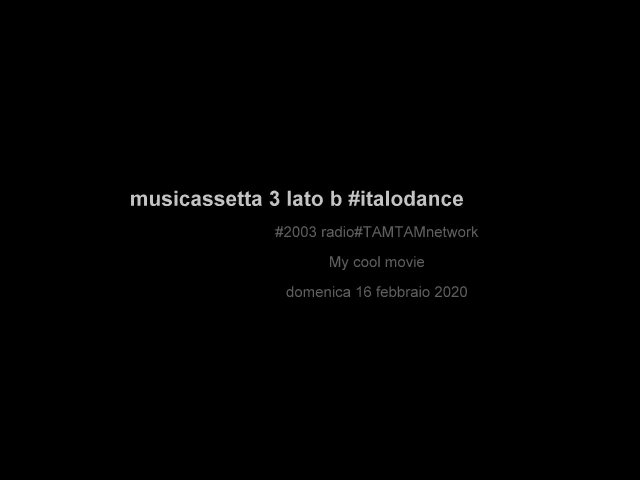 musicassetta 3 lato b #italodance
#2003 radio#TAMTAMnetwork
My cool movie
domenica 16 febbraio 2020